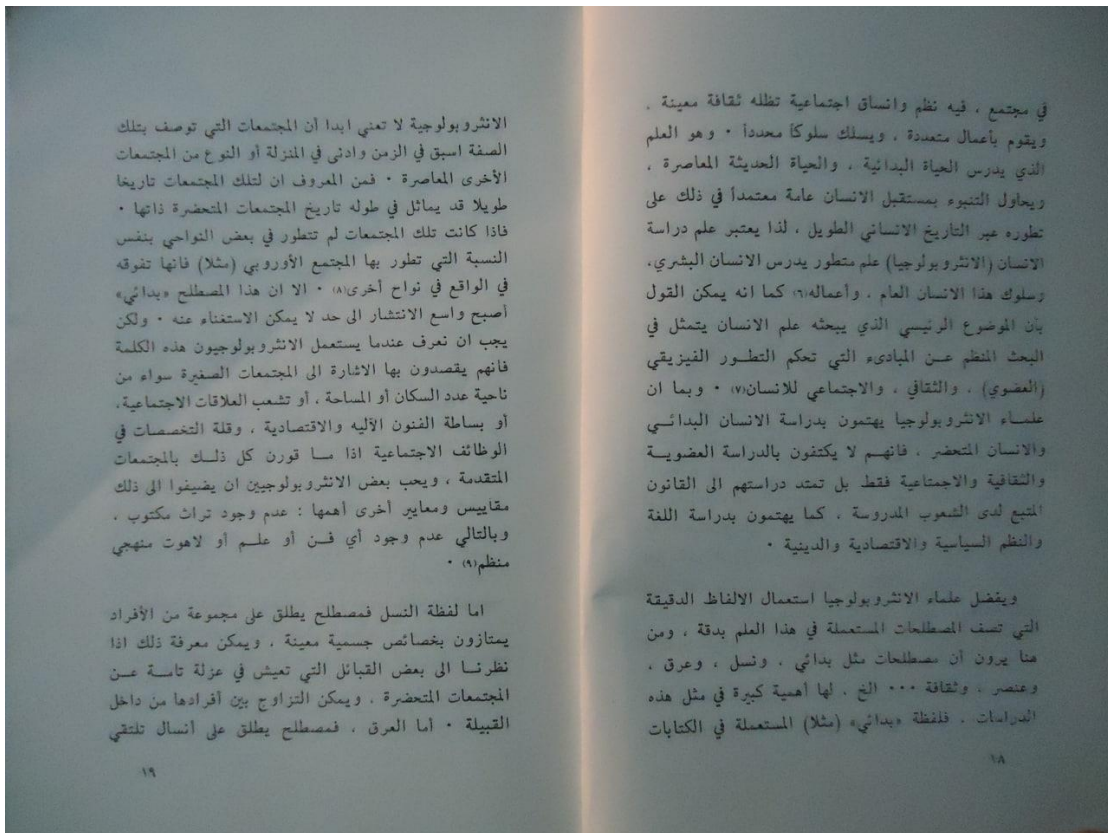 في مجتمع ، فيه نظم وانساق اجتماعية تظله ثقافة معينة .
ويقوم بأعمال متعددة ، ويسلك سلوكاً محدداً . وهو العلم
الذي يدرس الحياة البدائية ، والحياة الحديثة المعاصرة ،
ويحاول التنبوء بمستقبل الانسان عامة معتمداً في ذلك على
تطوره عبر التاريخ الانساني الطويل ، لذا يعتبر علم دراسة
الانسان (الانثروبولوجيا) علم متطور يدرس الانسان البشري،
وسلوك هذا الانسان العام ، وأعماله(٦) كما انه يمكن القول
بأن الموضوع الرئيسي الذي يبحثه علم الانسان يتمثل في
البحث المنظم عـن المبادىء التي تحكم التطـور الفيزيقي
(العضوي) ، والثقافي ، والاجتماعي للانسان(٧) . وبما ان
علمـاء الانثروبولوجيا يهتمون بدراسة الانسان البدائـي
والانسان المتحضر ، فانهـم لا يكتفون بالدراسة العضويـة
والثقافية والاجمتاعية فقط بل تمتد دراستهم الى القانون
المتبع لدى الشعوب المدروسة ، كما يهتمون بدراسة اللغة
والنظم السياسية والاقتصادية والدينية .
ويفضل علماء الانثروبولوجيا استعمال الالفاظ الدقيقة
التي تصف المصطلحات المستعملة في هذا العلم بدقة ، ومن
هنا يرون أن مصطلحات مثل بدائي ، ونسل ، وعرق ،
وعنصر ، وثقافة ... الخ ، لها أهمية كبيرة في مثل هذه
الدراسات . فلفظة «بدائي» (مثلا) المستعملة في الكتابات
١٨
الانثروبولوجية لا تعني ابدا أن المجتمعات التي توصف بتلك
الصفة اسبق في الزمن وادنى في المنزلة أو النوع من المجتمعات
الأخرى المعاصرة . فمن المعروف ان لتلك المجتمعات تاريخا
طويلا قد يماثل في طوله تاريخ المجتمعات المتحضرة ذاتها .
فاذا كانت تلك المجتمعات لم تتطور في بعض النواحي بنفس
النسبة التي تطور بها المجتمع الأوروبي (مثلا) فانها تفوقه
في الواقع في نواح أخرى(٨) . الا ان هذا المصطلح «بدائي»
أصبح واسع الانتشار الى حد لا يمكن الاستغناء عنه . ولكن
يجب ان نعرف عندما يستعمل الانثروبولوجيون هذه الكلمة
فانهم يقصدون بها الاشارة الى المجتمعات الصغيرة سواء من
ناحية عدد السكان أو المساحة ، أو تشعب العلاقات الاجتماعية،
أو بساطة الفنون الآليه والاقتصادية ، وقلة التخصصات في
الوظائف الاجتماعية اذا مـا قورن كل ذلـك بالمجتمعات
المتقدمة ، ويحب بعض الانثروبولوجيين ان يضيفوا الى ذلك
مقاييس ومعايير أخرى أهمها : عدم وجود تراث مكتوب ،
وبالتالي عدم وجود أي فـن أو علـم أو لاهوت منهجي
منظم(٩) .
اما لفظة النسل فمصطلح يطلق على مجموعة من الأفراد
يمتازون بخصائص جسمية معينة ، ويمكن معرفة ذلك اذا
نظرنـا الى بعض القبائل التي تعيش في عزلة تامـة عـن
المجتمعات المتحضرة . ويمكن التزاوج بين أفرادها من داخل
القبيلة . أما العرق ، فمصطلح يطلق على أنسال تلتقي
١٩